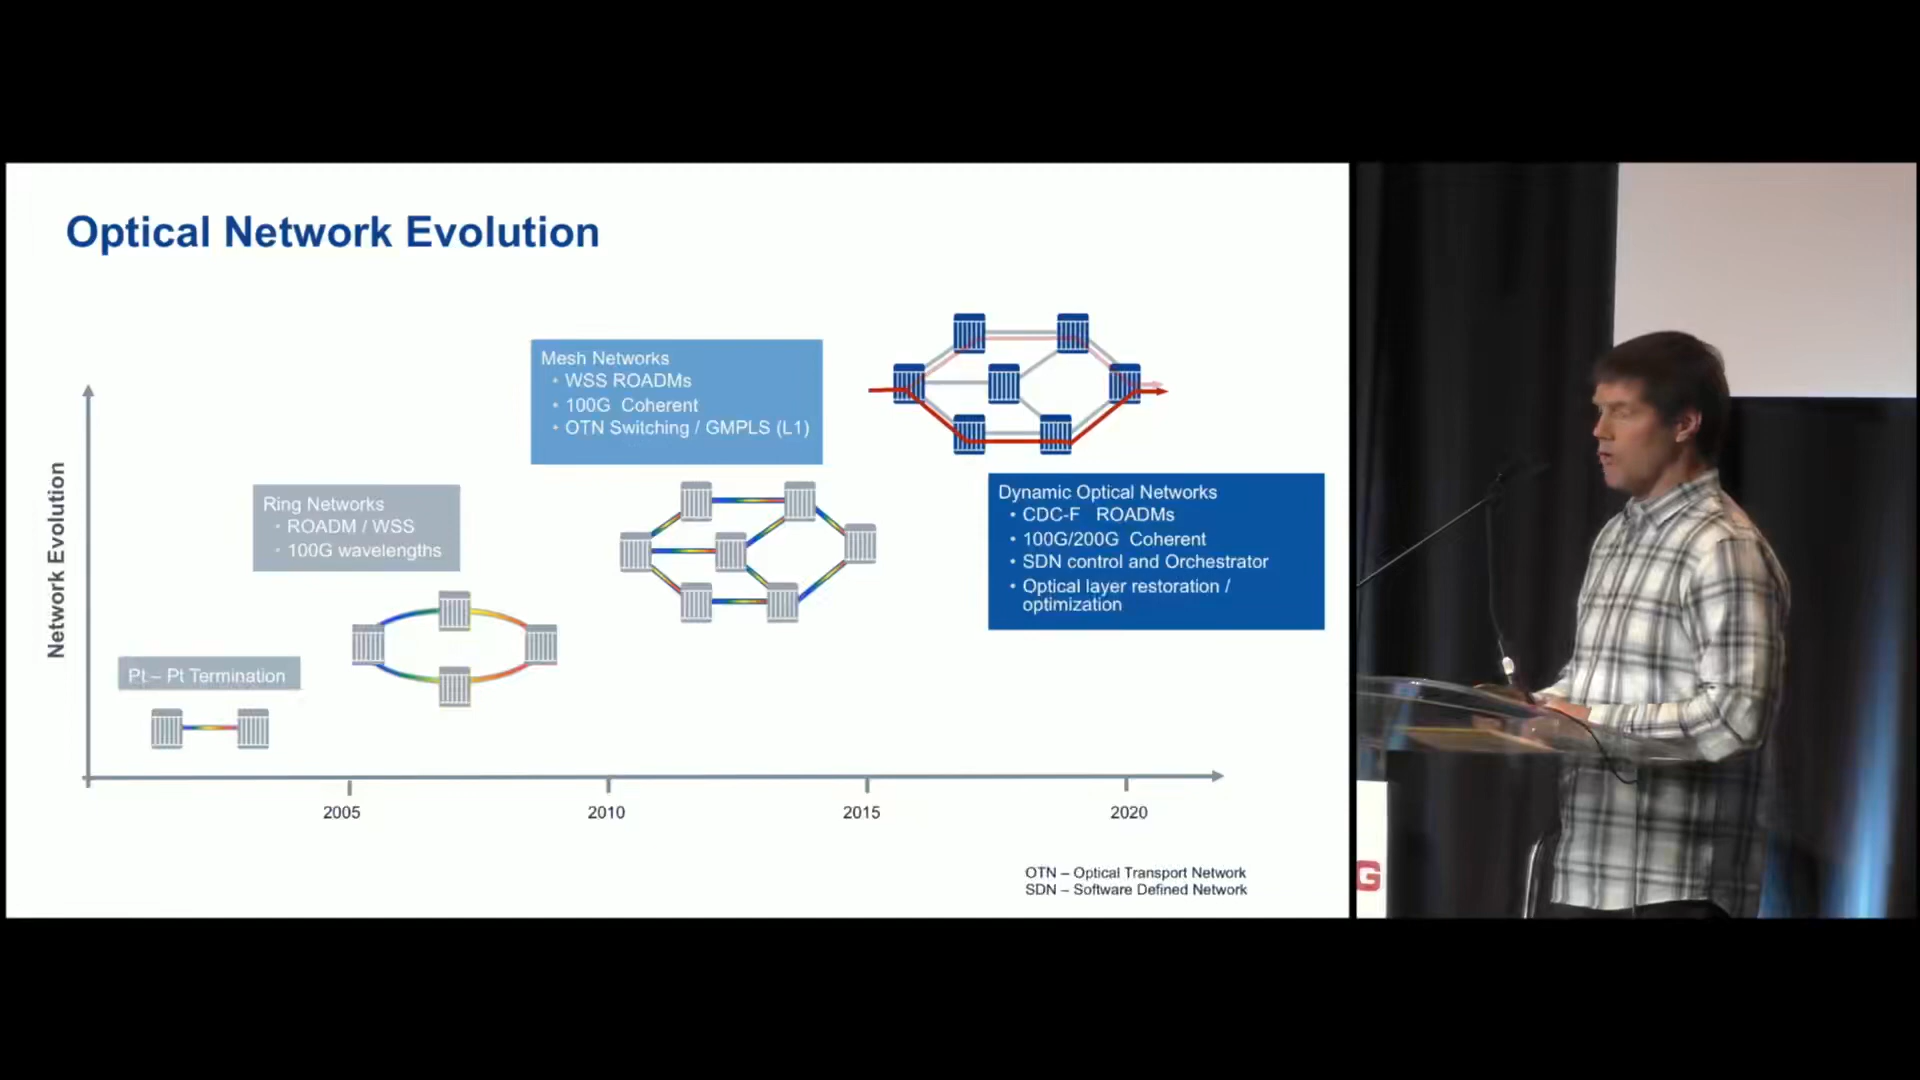 Optical Network Evolution
Mesh Networks
• WSS ROADMs
• 100G Coherent
• OTN Switching / GMPLS (L1)
Ring Networks
• ROADM / WSS
• 100G wavelengths
Dynamic Optical Networks
• CDC-F ROADMs
• 100G/200G Coherent
• SDN control and Orchestrator
• Optical layer restoration /
optimization
Network Evolution
Pt – Pt Termination
2005
2010
2015
2020
OTN – Optical Transport Network
SDN – Software Defined Network
G